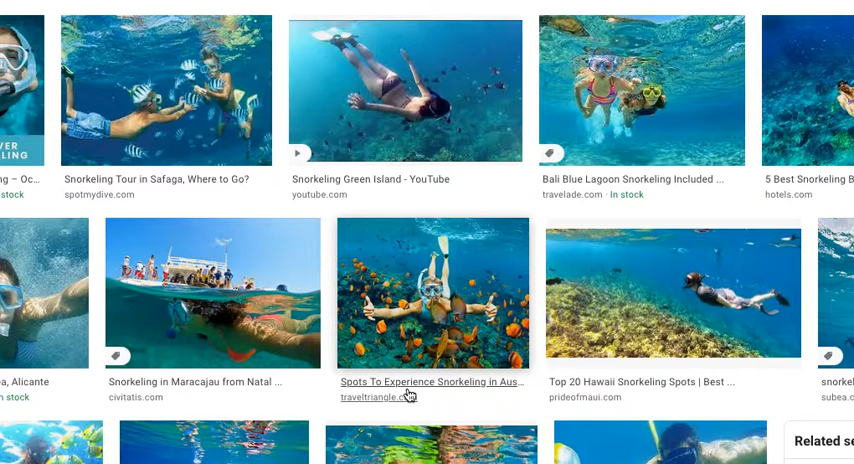 VER
LING
ng – Oc...
stock
Snorkeling Tour in Safaga, Where to Go?
spotmydive.com
Snorkeling Green Island - YouTube
youtube.com
Bali Blue Lagoon Snorkeling Included ...
travelade.com · In stock
5 Best Snorkeling B
hotels.com
ea, Alicante
n stock
Snorkeling in Maracajau from Natal ...
civitatis.com
Spots To Experience Snorkeling in Aus...
traveltriangle.com
Top 20 Hawaii Snorkeling Spots | Best ...
prideofmaui.com
snorkel
subea.c
Related se